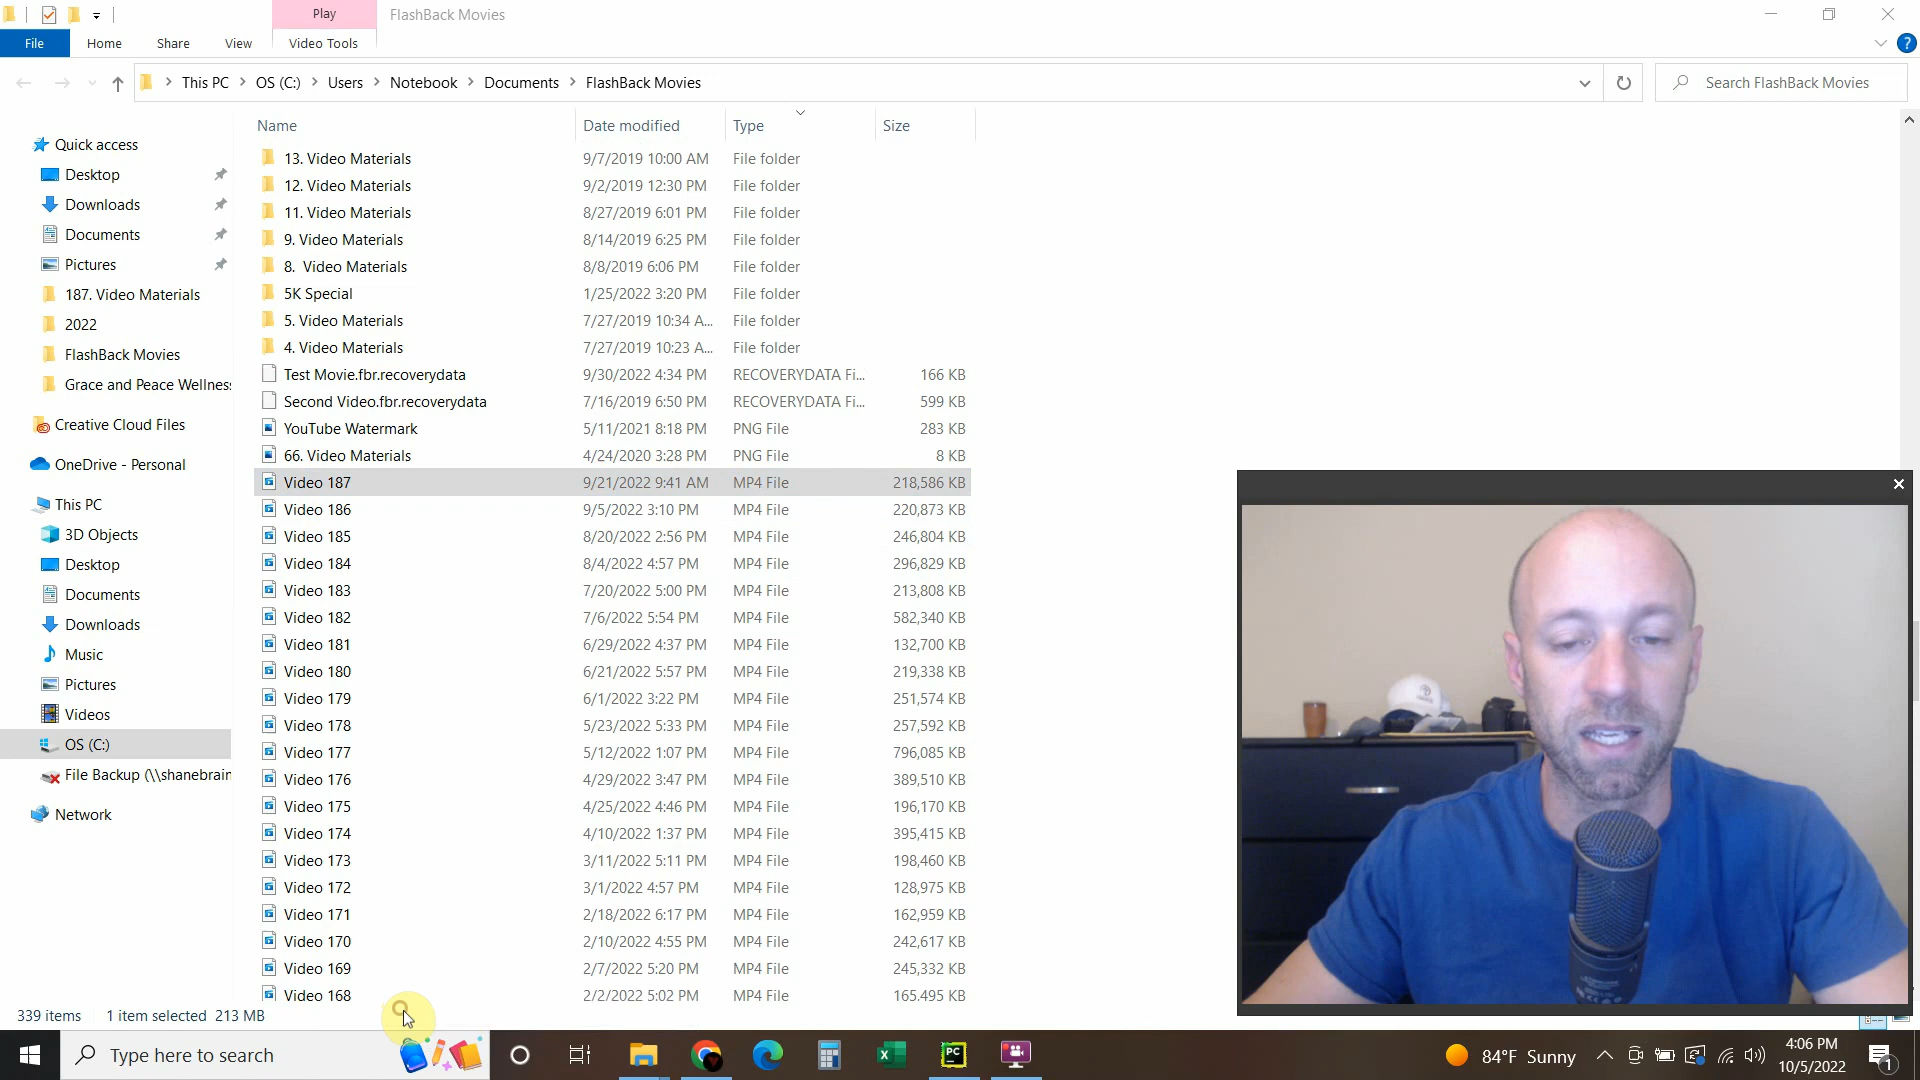 Play
FlashBack Movies
File
Home
Share
View
Video Tools
This PC
OS (C:)
Users
Notebook
Documents
FlashBack Movies
Search FlashBack Movies
Name
Date modified
Type
Size
13. Video Materials 9/7/2019 10:00 AM File folder
12. Video Materials 9/2/2019 12:30 PM File folder
11. Video Materials 8/27/2019 6:01 PM File folder
9. Video Materials 8/14/2019 6:25 PM File folder
8. Video Materials 8/8/2019 6:06 PM File folder
5K Special 1/25/2022 3:20 PM File folder
5. Video Materials 7/27/2019 10:34 A... File folder
4. Video Materials 7/27/2019 10:23 A... File folder
Test Movie.fbr.recoverydata 9/30/2022 4:34 PM RECOVERYDATA Fi... 166 KB
Second Video.fbr.recoverydata 7/16/2019 6:50 PM RECOVERYDATA Fi... 599 KB
YouTube Watermark 5/11/2021 8:18 PM PNG File 283 KB
66. Video Materials 4/24/2020 3:28 PM PNG File 8 KB
Video 187 9/21/2022 9:41 AM MP4 File 218,586 KB
Video 186 9/5/2022 3:10 PM MP4 File 220,873 KB
Video 185 8/20/2022 2:56 PM MP4 File 246,804 KB
Video 184 8/4/2022 4:57 PM MP4 File 296,829 KB
Video 183 7/20/2022 5:00 PM MP4 File 213,808 KB
Video 182 7/6/2022 5:54 PM MP4 File 582,340 KB
Video 181 6/29/2022 4:37 PM MP4 File 132,700 KB
Video 180 6/21/2022 5:57 PM MP4 File 219,338 KB
Video 179 6/1/2022 3:22 PM MP4 File 251,574 KB
Video 178 5/23/2022 5:33 PM MP4 File 257,592 KB
Video 177 5/12/2022 1:07 PM MP4 File 796,085 KB
Video 176 4/29/2022 3:47 PM MP4 File 389,510 KB
Video 175 4/25/2022 4:46 PM MP4 File 196,170 KB
Video 174 4/10/2022 1:37 PM MP4 File 395,415 KB
Video 173 3/11/2022 5:11 PM MP4 File 198,460 KB
Video 172 3/1/2022 4:57 PM MP4 File 128,975 KB
Video 171 2/18/2022 6:17 PM MP4 File 162,959 KB
Video 170 2/10/2022 4:55 PM MP4 File 242,617 KB
Video 169 2/7/2022 5:20 PM MP4 File 245,332 KB
Video 168 2/2/2022 5:02 PM MP4 File 165,495 KB
Quick access
Desktop
Downloads
Documents
Pictures
187. Video Materials
2022
FlashBack Movies
Grace and Peace Wellnes
Creative Cloud Files
OneDrive - Personal
This PC
3D Objects
Desktop
Documents
Downloads
Music
Pictures
Videos
OS (C:)
File Backup (\\shanebrain
Network
339 items
1 item selected 213 MB
Type here to search
PC
84°F Sunny
4:06 PM
10/5/2022
1